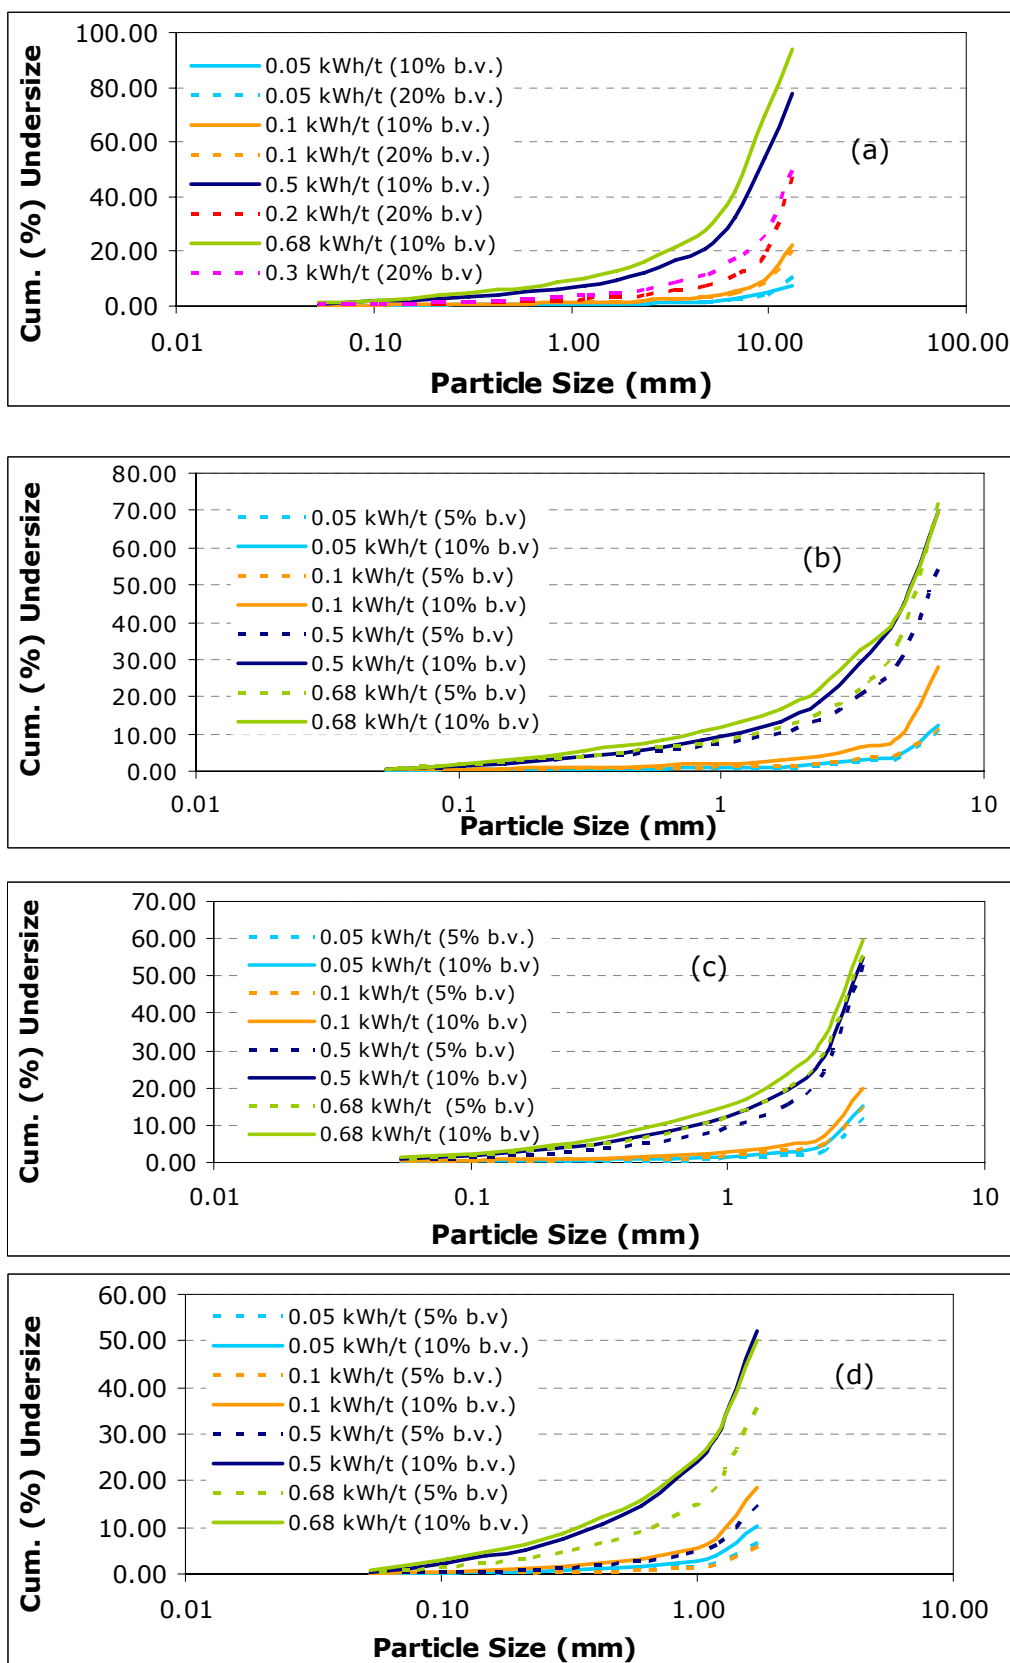 Cum. (%) Undersize
100.00
80.00
60.00
40.00
20.00
0.00
0.05 kWh/t (10% b.v.)
0.05 kWh/t (20% b.v.)
0.1 kWh/t (10% b.v.)
0.1 kWh/t (20% b.v.)
0.5 kWh/t (10% b.v.)
0.2 kWh/t (20% b.v)
0.68 kWh/t (10% b.v)
0.3 kWh/t (20% b.v)
(a)
0.01 0.10 1.00 10.00 100.00
Particle Size (mm)
Cum. (%) Undersize
80.00
70.00
60.00
50.00
40.00
30.00
20.00
10.00
0.00
0.05 kWh/t (5% b.v)
0.05 kWh/t (10% b.v)
0.1 kWh/t (5% b.v)
0.1 kWh/t (10% b.v)
0.5 kWh/t (5% b.v)
0.5 kWh/t (10% b.v)
0.68 kWh/t (5% b.v)
0.68 kWh/t (10% b.v)
(b)
0.01 0.1 1 10
Particle Size (mm)
Cum. (%) Undersize
70.00
60.00
50.00
40.00
30.00
20.00
10.00
0.00
0.05 kWh/t (5% b.v.)
0.05 kWh/t (10% b.v)
0.1 kWh/t (5% b.v)
0.1 kWh/t (10% b.v)
0.5 kWh/t (5% b.v)
0.5 kWh/t (10% b.v)
0.68 kWh/t  (5% b.v)
0.68 kWh/t (10% b.v)
(c)
0.01 0.1 1 10
Particle Size (mm)
Cum. (%) Undersize
60.00
50.00
40.00
30.00
20.00
10.00
0.00
0.05 kWh/t (5% b.v)
0.05 kWh/t (10% b.v.)
0.1 kWh/t (5% b.v.)
0.1 kWh/t (10% b.v.)
0.5 kWh/t (5% b.v.)
0.5 kWh/t (10% b.v.)
0.68 kWh/t (5% b.v.)
0.68 kWh/t (10% b.v.)
(d)
0.01 0.10 1.00 10.00
Particle Size (mm)